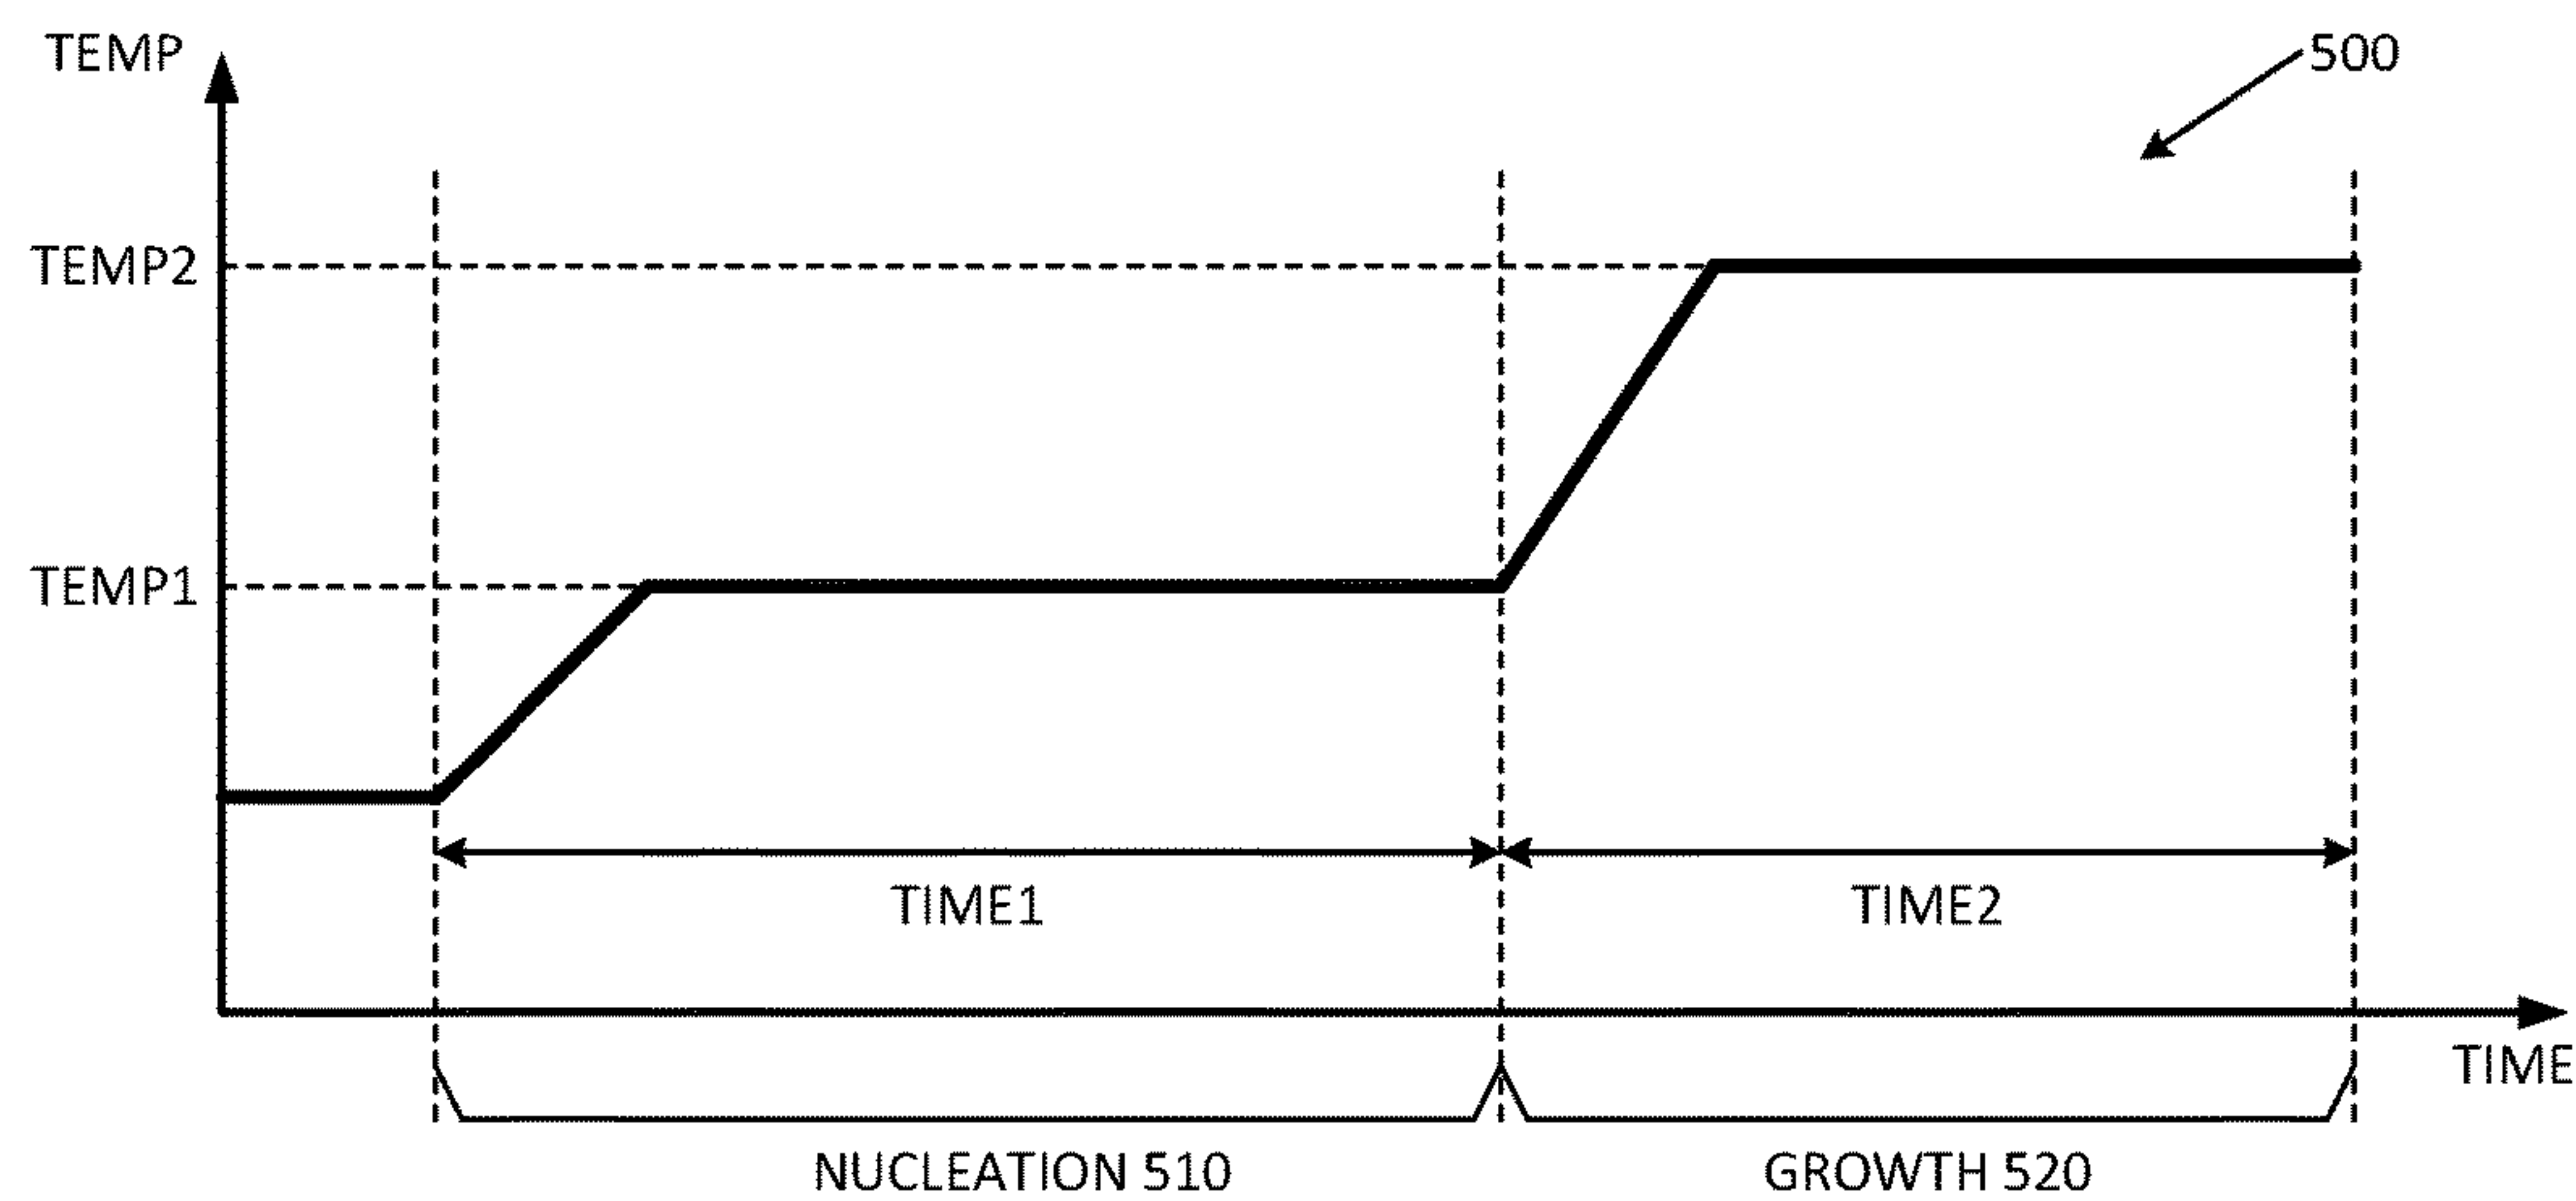 TEMP
500
TEMP2
TEMP1
TIME1
TIME2
TIME
NUCLEATION 510
GROWTH 520